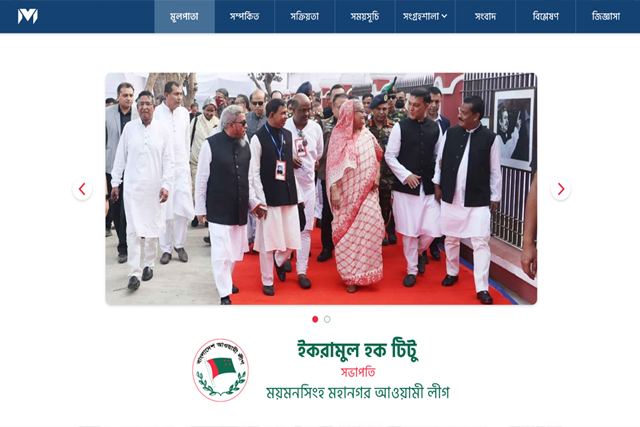 মূলপাতা
সম্পর্কিত
সক্রিয়তা
সময়সূচি
সংগ্রহশালা
সংবাদ
বিশ্লেষণ
জিজ্ঞাসা
বাংলাদেশ আওয়ামী লীগ
ইকরামুল হক টিটু
সভাপতি
ময়মনসিংহ মহানগর আওয়ামী লীগ